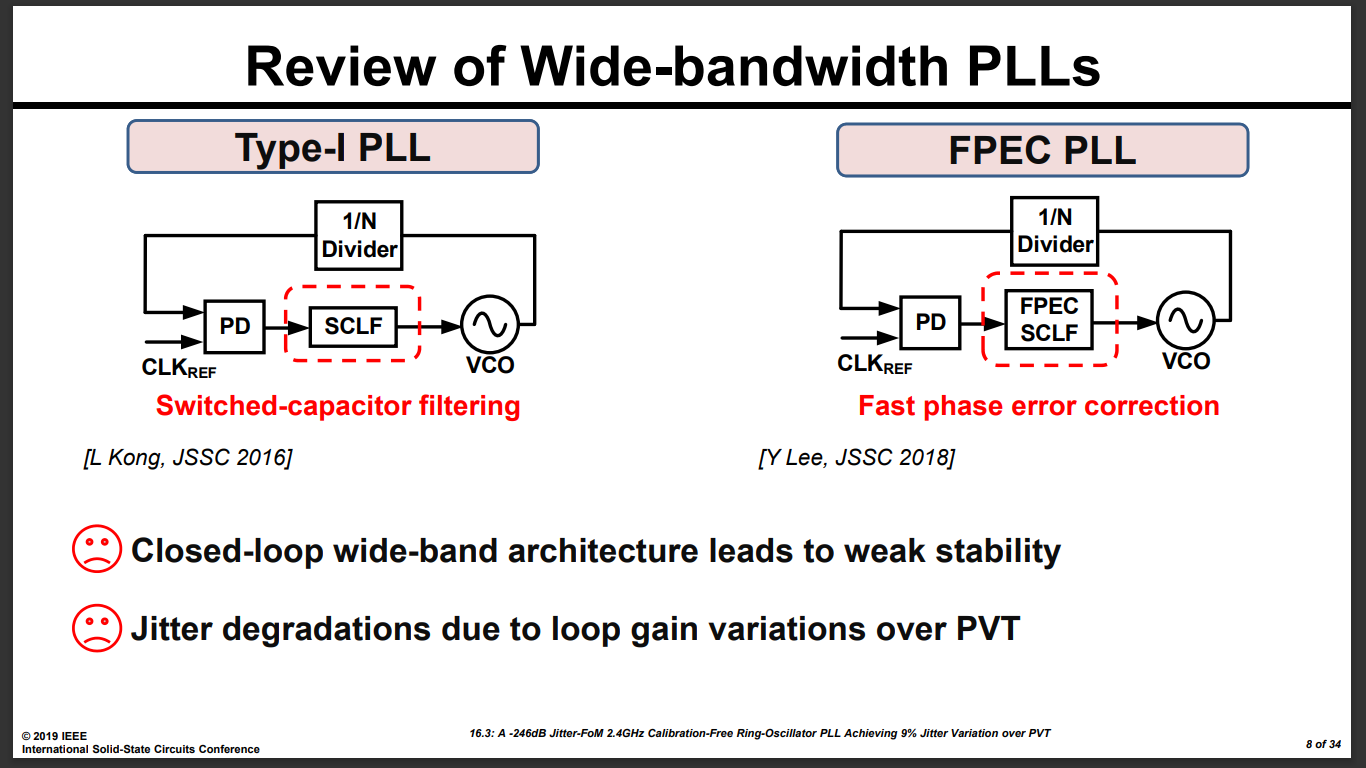 Review of Wide-bandwidth PLLs
Type-I PLL
1/N
Divider
PD
SCLF
CLKREF
VCO
Switched-capacitor filtering
[L Kong, JSSC 2016]
FPEC PLL
1/N
Divider
PD
FPEC
SCLF
CLKREF
VCO
Fast phase error correction
[Y Lee, JSSC 2018]
Closed-loop wide-band architecture leads to weak stability
Jitter degradations due to loop gain variations over PVT
© 2019 IEEE
International Solid-State Circuits Conference
16.3: A -246dB Jitter-FoM 2.4GHz Calibration-Free Ring-Oscillator PLL Achieving 9% Jitter Variation over PVT
8 of 34